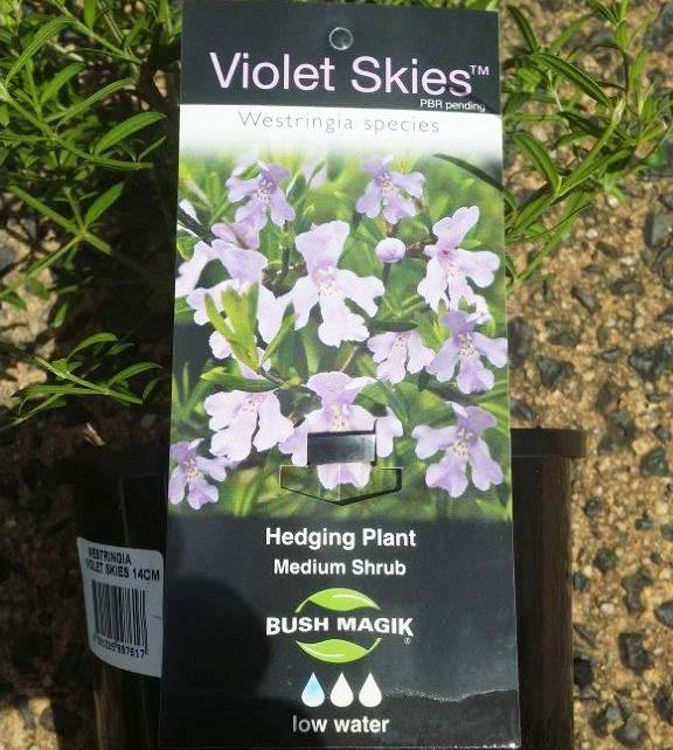 Violet Skies™
PBR pending
Westringia species
Hedging Plant
Medium Shrub
BUSH MAGIK®
low water
WESTRINGIA
VIOLET SKIES 14CM